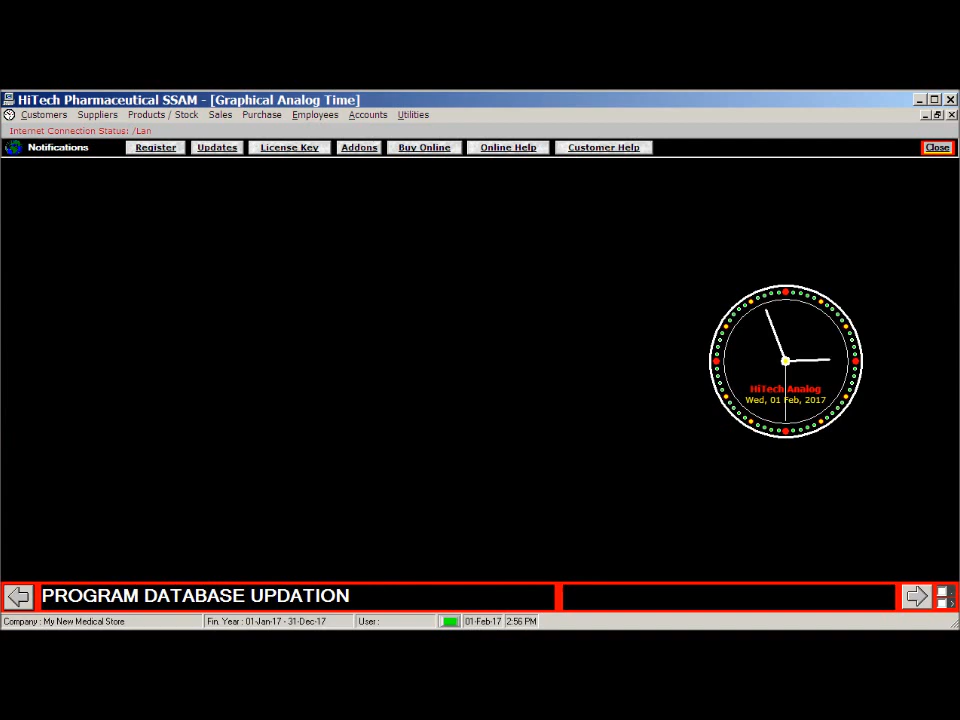 HiTech Pharmaceutical SSAM - [Graphical Analog Time]
Customers Suppliers Products / Stock Sales Purchase Employees Accounts Utilities
Internet Connection Status: /Lan
Notifications Register Updates License Key Addons Buy Online Online Help Customer Help Close
HiTech Analog
Wed, 01 Feb, 2017
PROGRAM DATABASE UPDATION
Company : My New Medical Store Fin. Year : 01-Jan-17 - 31-Dec-17 User : 01-Feb-17 2:56 PM